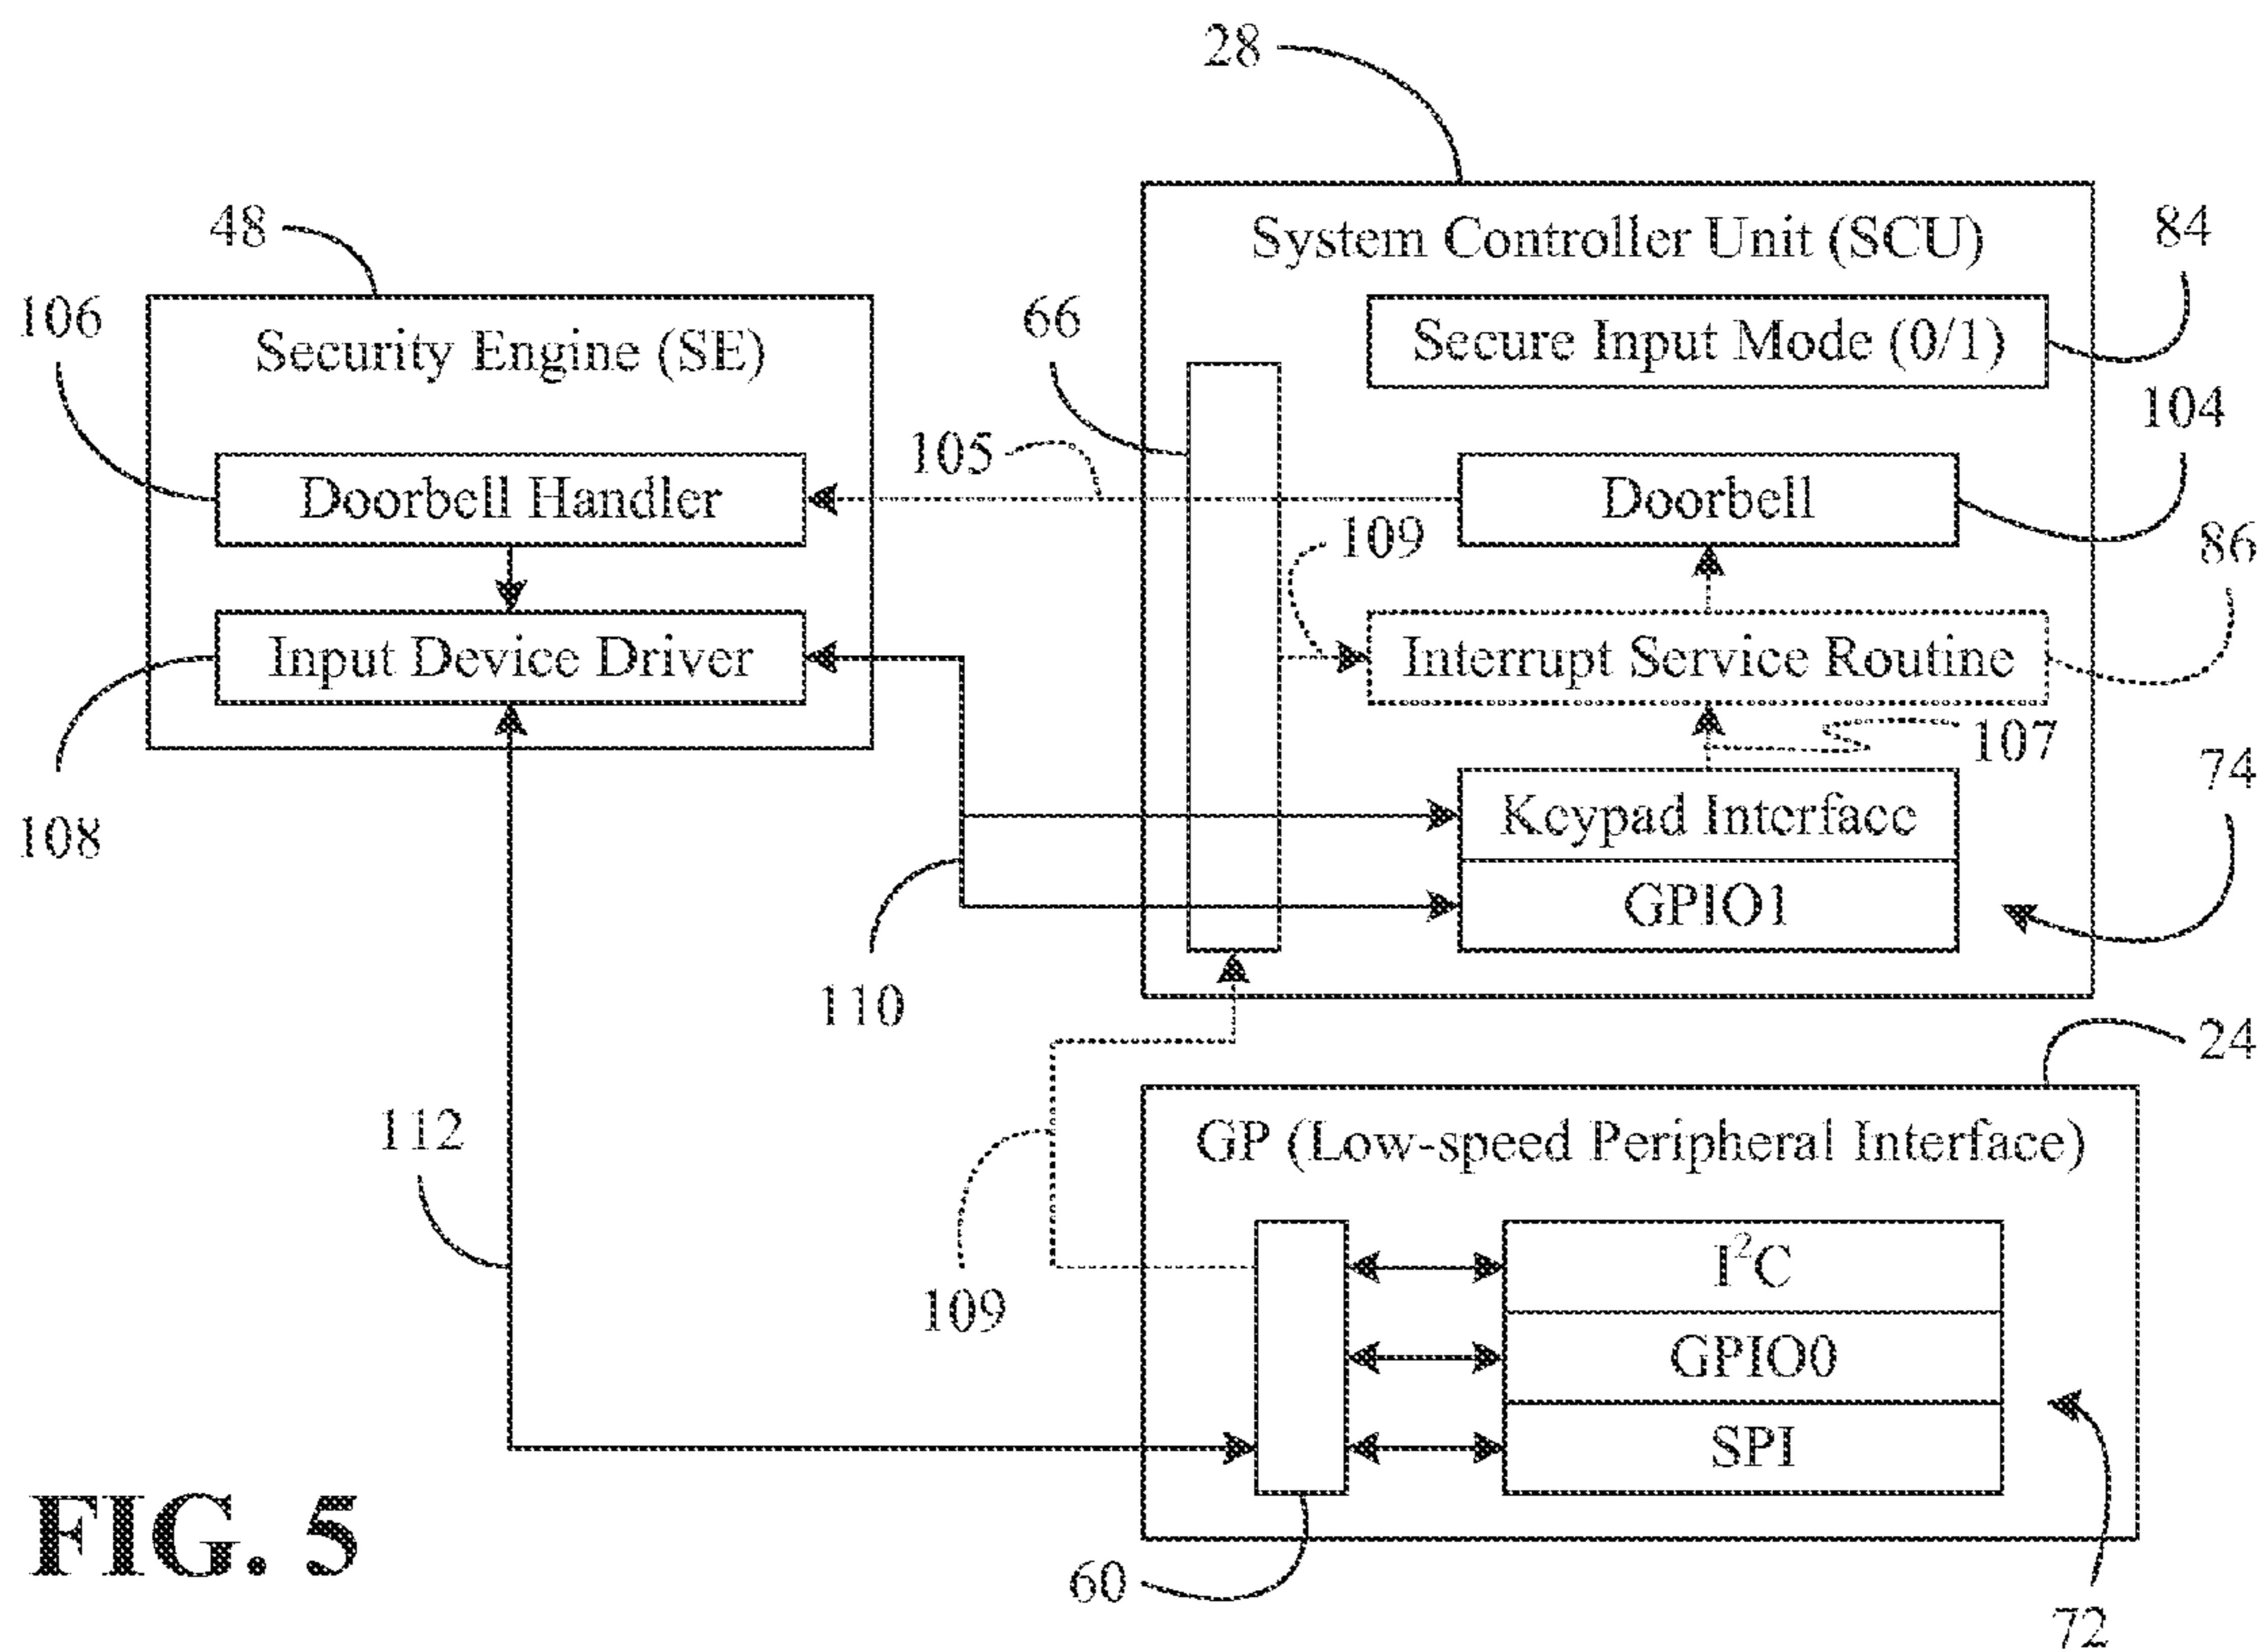 28
System Controller Unit (SCU)
84
48
106
Security Engine (SE)
66
Secure Input Mode (0/1)
104
105
Doorbell Handler
Doorbell
109
86
Input Device Driver
Interrupt Service Routine
107
74
108
Keypad Interface
GPIO1
110
24
112
GP (Low-speed Peripheral Interface)
I²C
109
GPIO0
SPI
FIG. 5
60
72